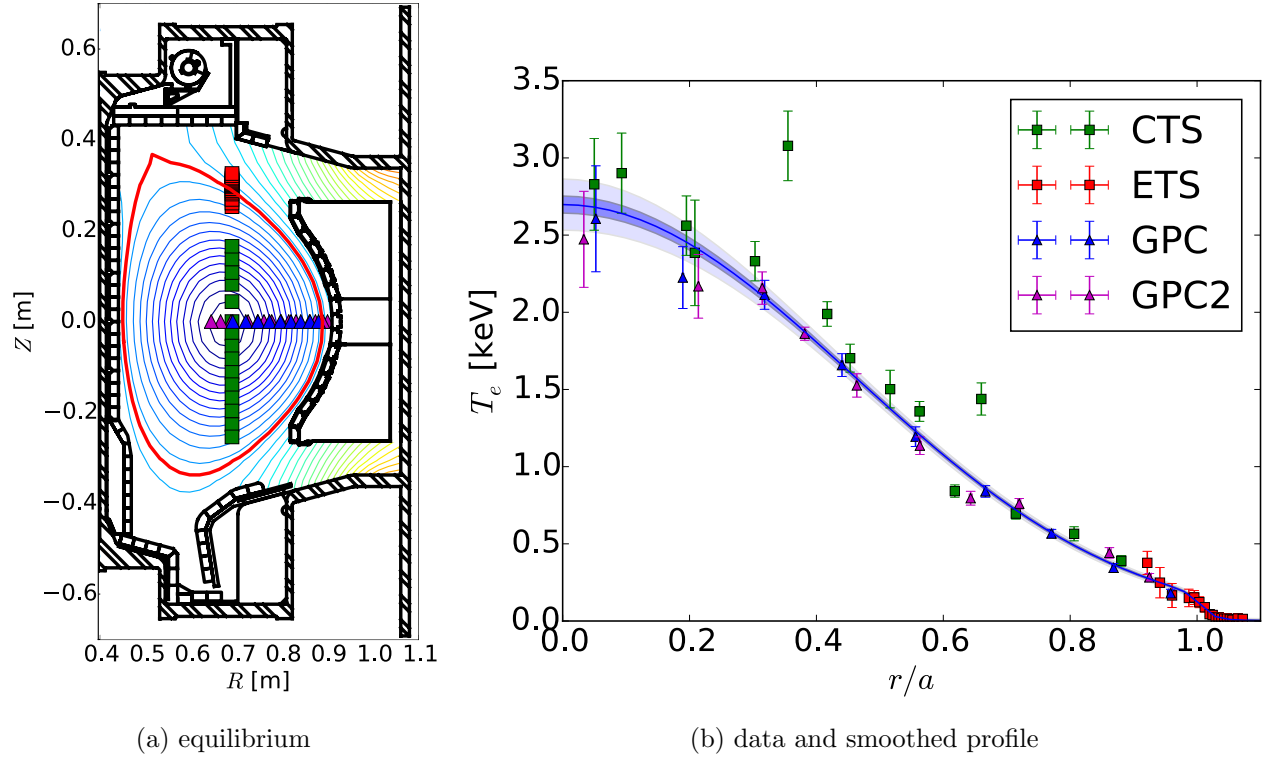 0.6
0.4
0.2
0.0
−0.2
−0.4
−0.6
Z [m]
0.4 0.5 0.6 0.7 0.8 0.9 1.0 1.1
R [m]
(a) equilibrium
3.5
3.0
2.5
2.0
1.5
1.0
0.5
0.0
T_e [keV]
0.0 0.2 0.4 0.6 0.8 1.0
r/a
CTS
ETS
GPC
GPC2
(b) data and smoothed profile